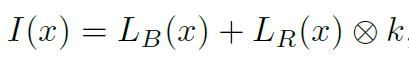 I(x) = L_B(x) + L_R(x) ⊗ k.